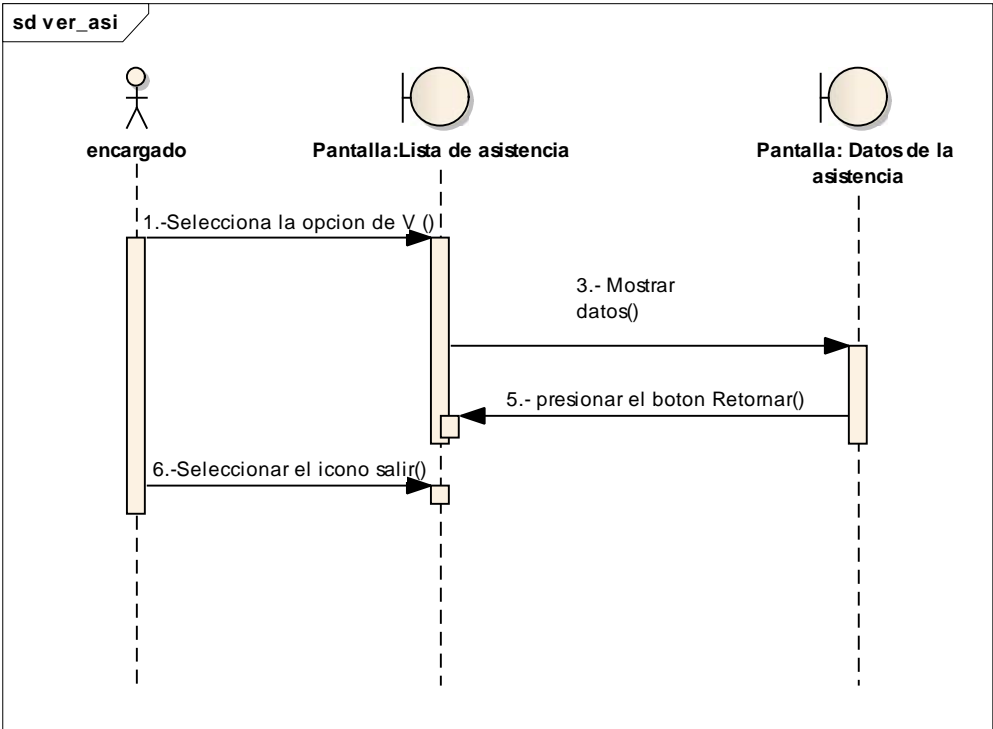 sd ver_asi
encargado
Pantalla:Lista de asistencia
Pantalla: Datos de la
asistencia
1.-Selecciona la opcion de V ()
3.- Mostrar
datos()
5.- presionar el boton Retornar()
6.-Seleccionar el icono salir()